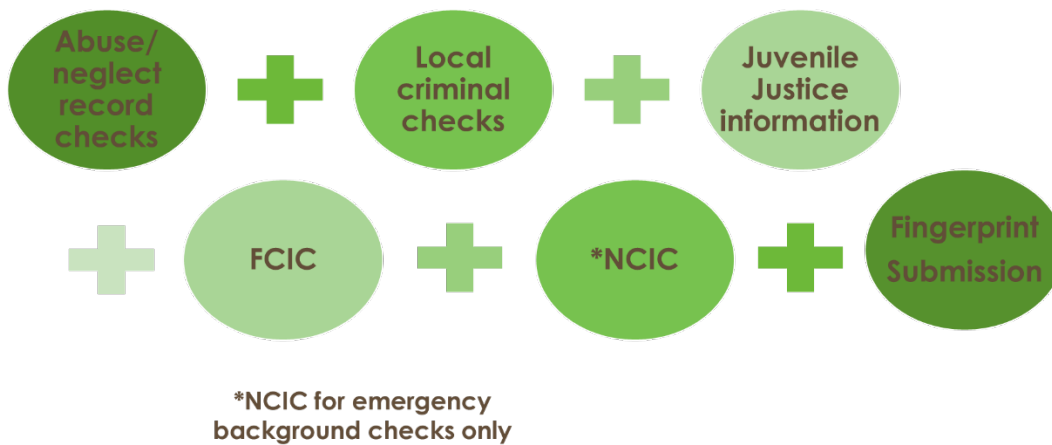 Abuse/
neglect
record
checks
Local
criminal
checks
Juvenile
Justice
information
FCIC
*NCIC
Fingerprint
Submission
*NCIC for emergency
background checks only